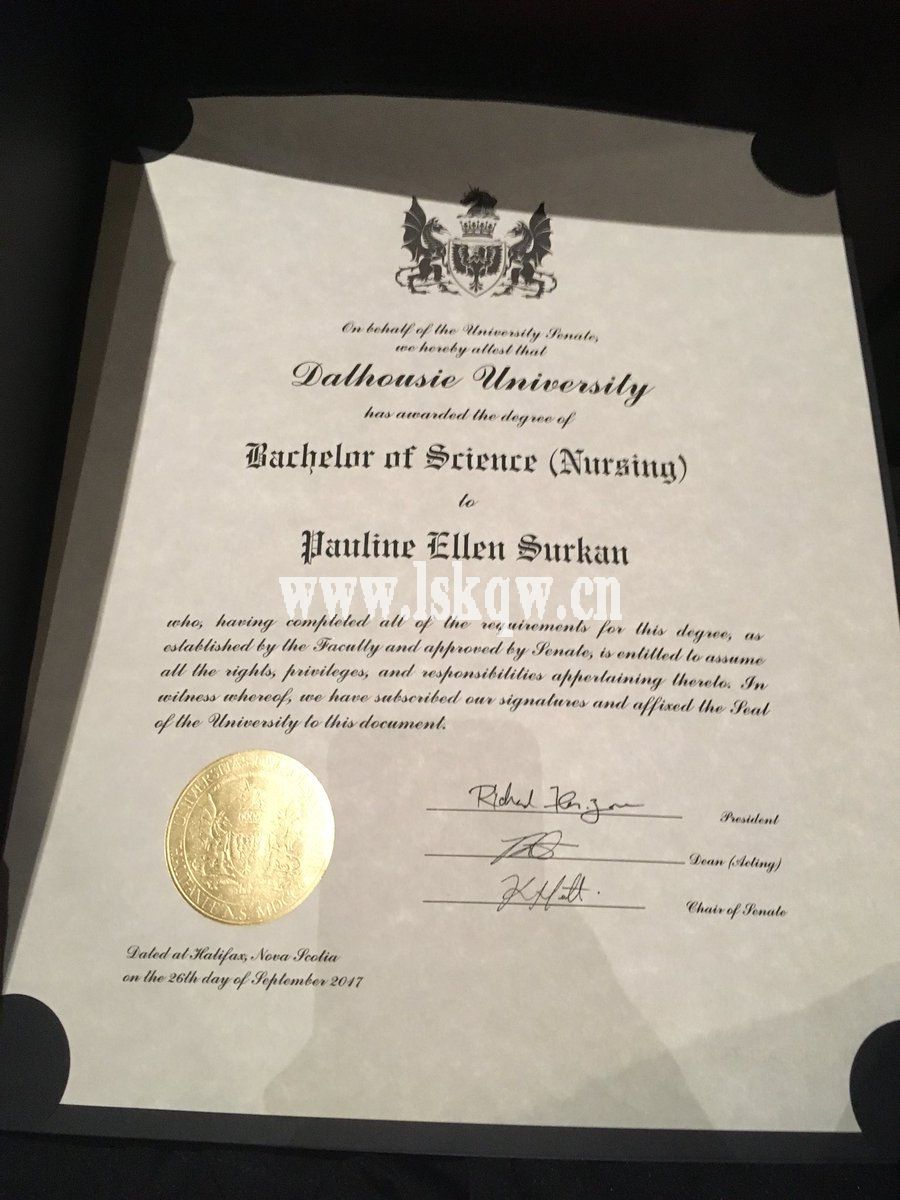 On behalf of the University Senate,
we hereby attest that
Dalhousie University
has awarded the degree of
Bachelor of Science (Nursing)
to
Pauline Ellen Surkan
www.lskqw.cn
who, having completed all of the requirements for this degree, as
established by the Faculty and approved by Senate, is entitled to assume
all the rights, privileges, and responsibilities appertaining thereto. In
witness whereof, we have subscribed our signatures and affixed the Seal
of the University to this document.
Richard
President
Dean (Acting)
Chair of Senate
Dated at Halifax, Nova Scotia
on the 26th day of September 2017